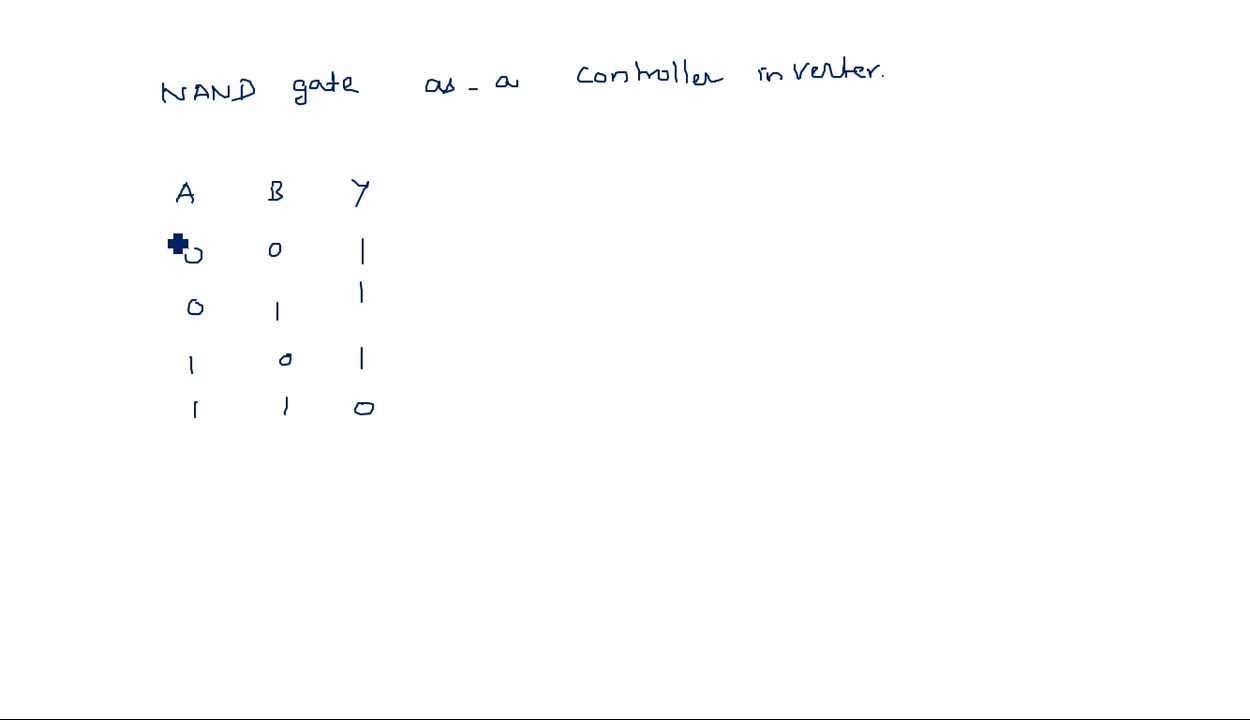 NAND gate as - a controller inverter.
A B Y
0 0 1
0 1 1
1 0 1
1 1 0